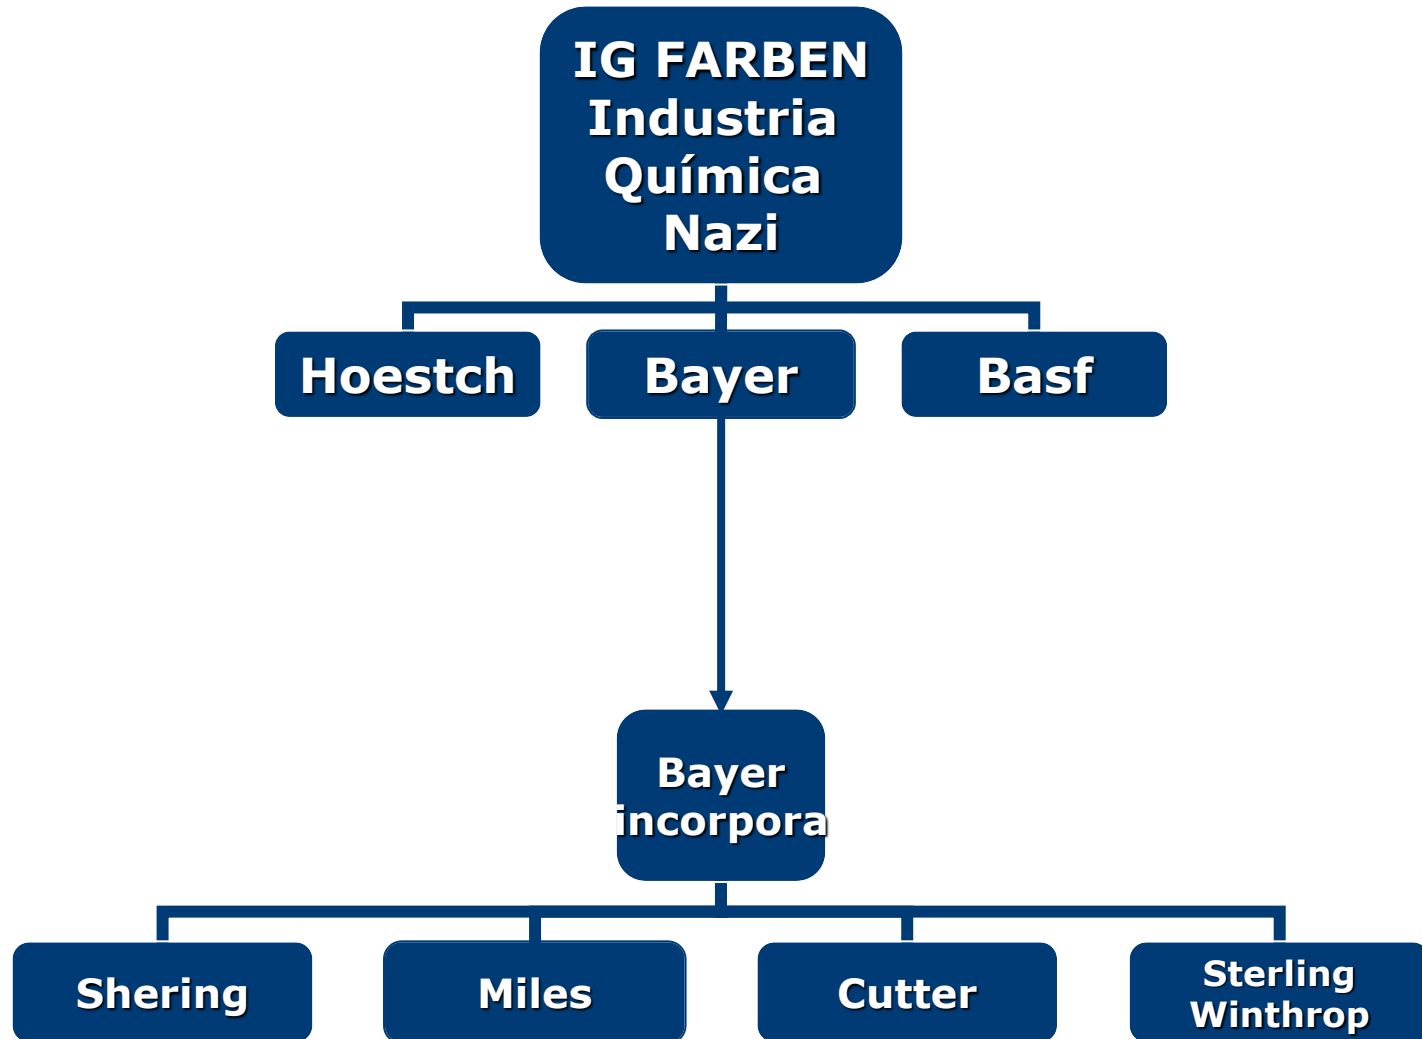 IG FARBEN
Industria
Química
Nazi
Hoestch
Bayer
Basf
Bayer
incorpora
Shering
Miles
Cutter
Sterling
Winthrop